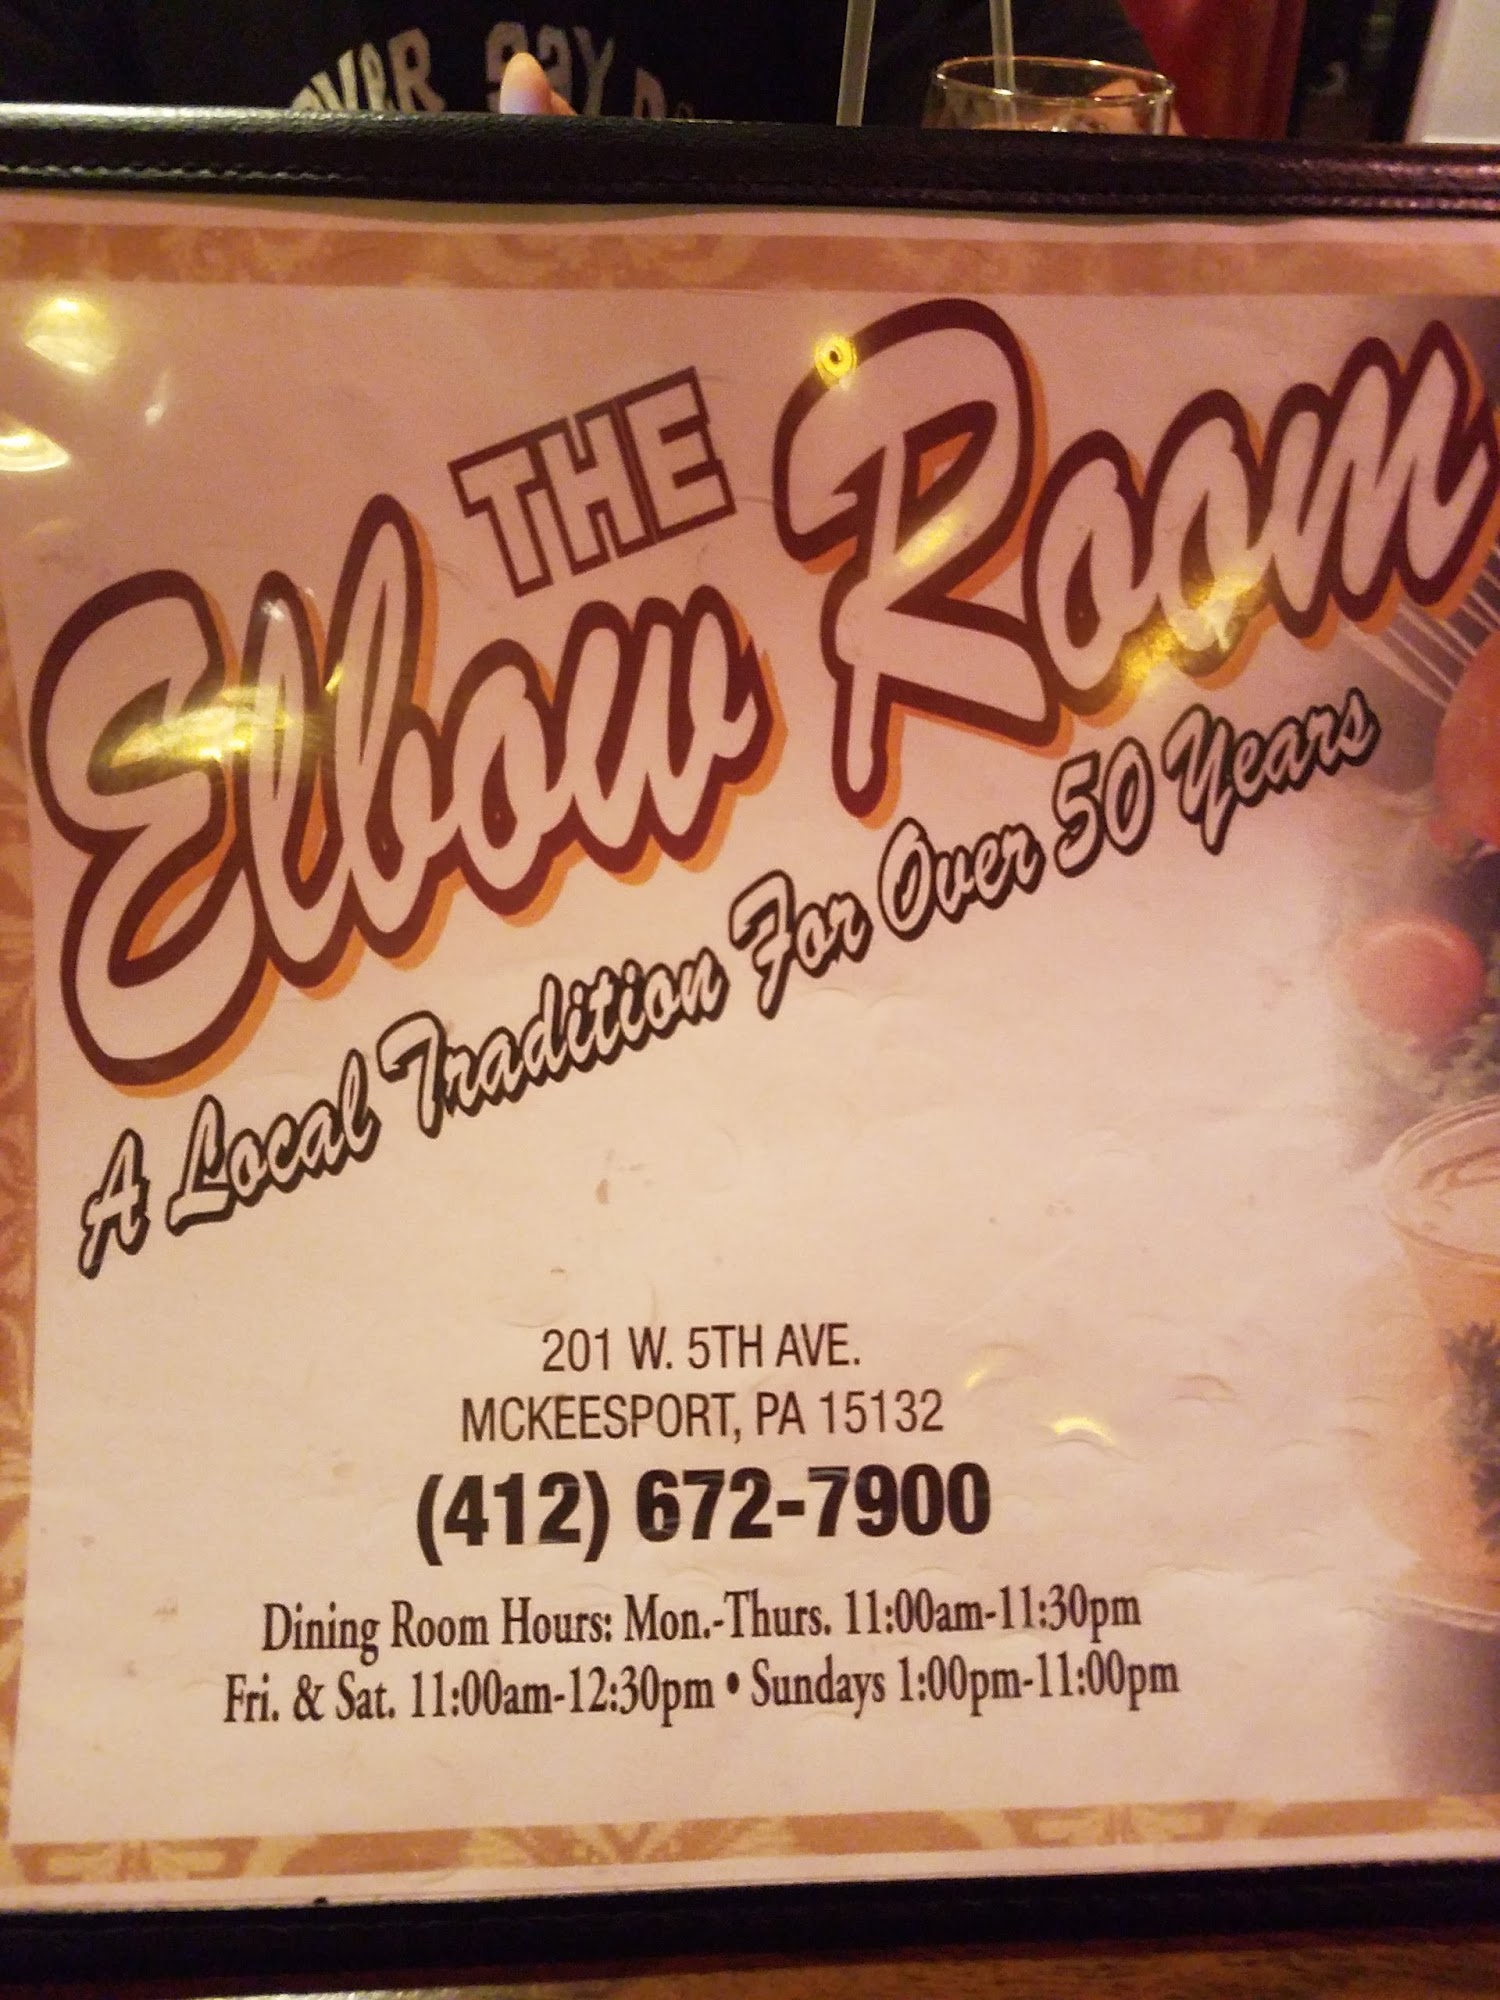 THE
Elbow Room
A Local Tradition For Over 50 Years
201 W. 5TH AVE.
MCKEESPORT, PA 15132
(412) 672-7900
Dining Room Hours: Mon.-Thurs. 11:00am-11:30pm
Fri. & Sat. 11:00am-12:30pm • Sundays 1:00pm-11:00pm